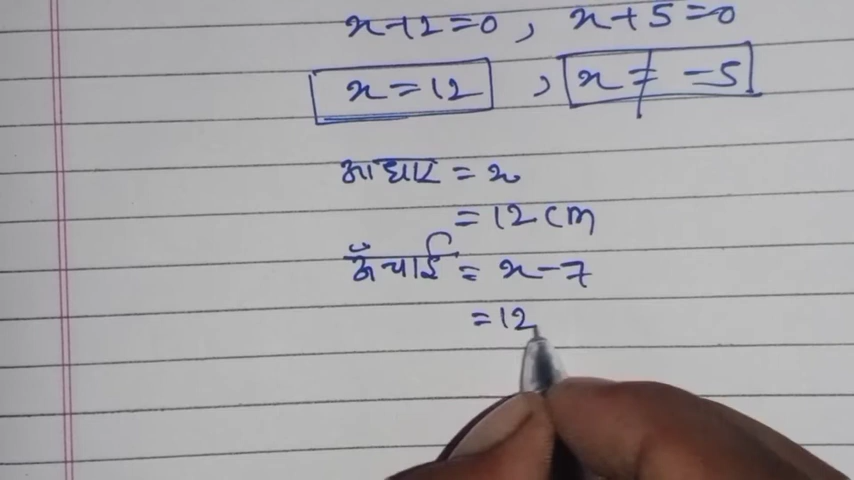 x+12=0, x+5=0
x=12, x≠-5
आधार = x
= 12 cm
ऊँचाई = x-7
= 12